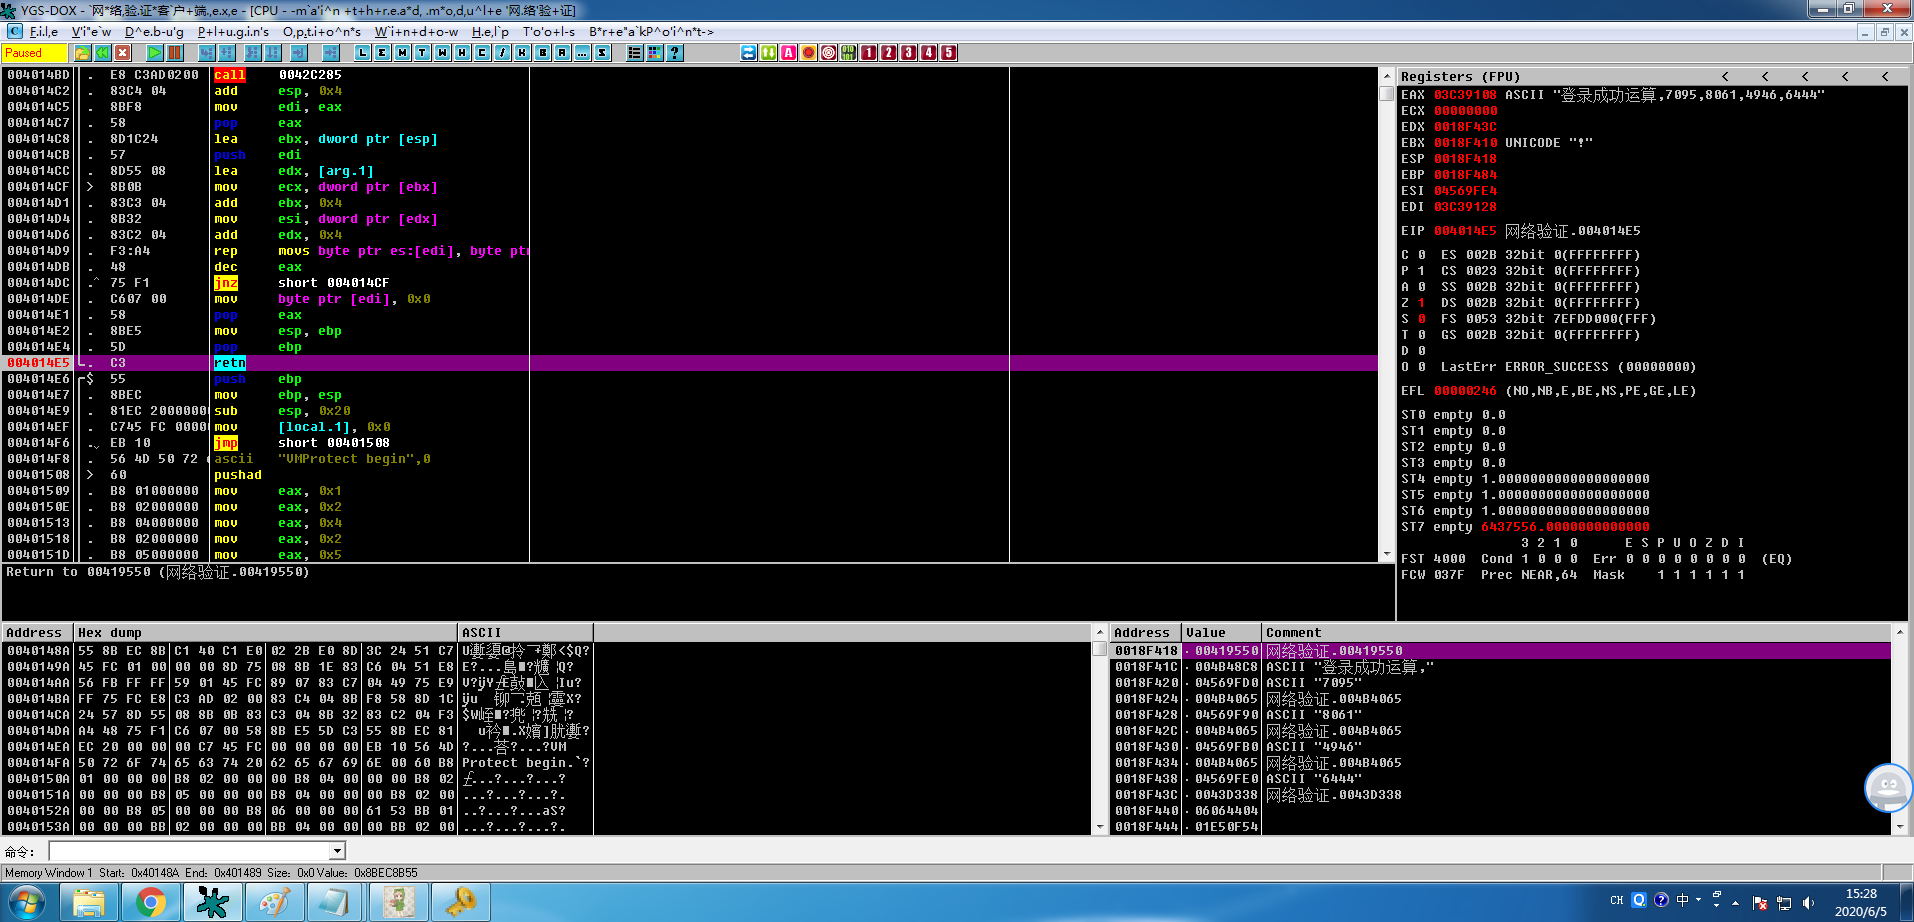 YGS-DOX - `网*络,验.证*客`户+端.,e.x,e - [CPU - -m`a'i^n +t+h+r.e.a*d, .m*o,d,u^l+e '网.络'验+证]
F.i.l,e V'i*e`w D^e.b-u'g P+l+u.g.i.n's O,p,t.i+o^n*s W`i+n+d+o-w H.e,l`p T'o'o+l-s B*r+e"a`kP^o'i^n*t->
Paused L E M T W H C / K B R ... S ? 1 2 3 4 5
004014BD . E8 C3AD0200 call 0042C285
004014C2 . 83C4 04 add esp, 0x4
004014C5 . 8BF8 mov edi, eax
004014C7 . 58 pop eax
004014C8 . 8D1C24 lea ebx, dword ptr [esp]
004014CB . 57 push edi
004014CC . 8D55 08 lea edx, [arg.1]
004014CF > 8B0B mov ecx, dword ptr [ebx]
004014D1 . 83C3 04 add ebx, 0x4
004014D4 . 8B32 mov esi, dword ptr [edx]
004014D6 . 83C2 04 add edx, 0x4
004014D9 . F3:A4 rep movs byte ptr es:[edi], byte ptr
004014DB . 48 dec eax
004014DC .^ 75 F1 jnz short 004014CF
004014DE . C607 00 mov byte ptr [edi], 0x0
004014E1 . 58 pop eax
004014E2 . 8BE5 mov esp, ebp
004014E4 . 5D pop ebp
004014E5 . C3 retn
004014E6 $ 55 push ebp
004014E7 . 8BEC mov ebp, esp
004014E9 . 81EC 20000000 sub esp, 0x20
004014EF . C745 FC 0000 mov [local.1], 0x0
004014F6 . EB 10 jmp short 00401508
004014F8 . 56 4D 50 72 ascii "VMProtect begin",0
00401508 > 60 pushad
00401509 . B8 01000000 mov eax, 0x1
0040150E . B8 02000000 mov eax, 0x2
00401513 . B8 04000000 mov eax, 0x4
00401518 . B8 02000000 mov eax, 0x2
0040151D . B8 05000000 mov eax, 0x5
Return to 00419550 (网络验证.00419550)
Registers (FPU) < < < < <
EAX 03C39108 ASCII "登录成功运算,7095,8061,4946,6444"
ECX 00000000
EDX 0018F43C
EBX 0018F410 UNICODE "!"
ESP 0018F418
EBP 0018F484
ESI 04569FE4
EDI 03C39128
EIP 004014E5 网络验证.004014E5
C 0 ES 002B 32bit 0(FFFFFFFF)
P 1 CS 0023 32bit 0(FFFFFFFF)
A 0 SS 002B 32bit 0(FFFFFFFF)
Z 1 DS 002B 32bit 0(FFFFFFFF)
S 0 FS 0053 32bit 7EFDD000(FFF)
T 0 GS 002B 32bit 0(FFFFFFFF)
D 0
O 0 LastErr ERROR_SUCCESS (00000000)
EFL 00000246 (NO,NB,E,BE,NS,PE,GE,LE)
ST0 empty 0.0
ST1 empty 0.0
ST2 empty 0.0
ST3 empty 0.0
ST4 empty 1.0000000000000000000
ST5 empty 1.0000000000000000000
ST6 empty 1.0000000000000000000
ST7 empty 6437556.0000000000000
3 2 1 0 E S P U O Z D I
FST 4000 Cond 1 0 0 0 Err 0 0 0 0 0 0 0 0 (EQ)
FCW 037F Prec NEAR,64 Mask 1 1 1 1 1 1
Address Hex dump ASCII
0040148A 55 8B EC 8B C1 40 C1 E0 02 2B E0 8D 3C 24 51 C7
0040149A 45 FC 01 00 00 00 8D 75 08 8B 1E 83 C6 04 51 E8
004014AA 56 FB FF FF 59 01 45 FC 89 07 83 C7 04 49 75 E9
004014BA FF 75 FC E8 C3 AD 02 00 83 C4 04 8B F8 58 8D 1C
004014CA 24 57 8D 55 08 8B 0B 83 C3 04 8B 32 83 C2 04 F3
004014DA A4 48 75 F1 C6 07 00 58 8B E5 5D C3 55 8B EC 81
004014EA EC 20 00 00 00 C7 45 FC 00 00 00 00 EB 10 56 4D ?...荅?...?VM
004014FA 50 72 6F 74 65 63 74 20 62 65 67 69 6E 00 60 B8 Protect begin.`?
0040150A 01 00 00 00 B8 02 00 00 00 B8 04 00 00 00 B8 02
0040151A 00 00 00 B8 05 00 00 00 B8 04 00 00 00 B8 02 00 ...?...?...?.
0040152A 00 00 B8 05 00 00 00 B8 06 00 00 00 61 53 BB 01 ..?...?...aS?
0040153A 00 00 00 BB 02 00 00 00 BB 04 00 00 00 BB 02 00 ...?...?...?.
Address Value Comment
0018F418 00419550 网络验证.00419550
0018F41C 004B48C8 ASCII "登录成功运算,"
0018F420 04569FD0 ASCII "7095"
0018F424 004B4065 网络验证.004B4065
0018F428 04569F90 ASCII "8061"
0018F42C 004B4065 网络验证.004B4065
0018F430 04569FB0 ASCII "4946"
0018F434 004B4065 网络验证.004B4065
0018F438 04569FE0 ASCII "6444"
0018F43C 0043D338 网络验证.0043D338
0018F440 06064404
0018F444 01E50F54
命令:
Memory Window 1 Start: 0x40148A End: 0x401489 Size: 0x0 Value: 0x8BEC8B55
CH 中 15:28
2020/6/5